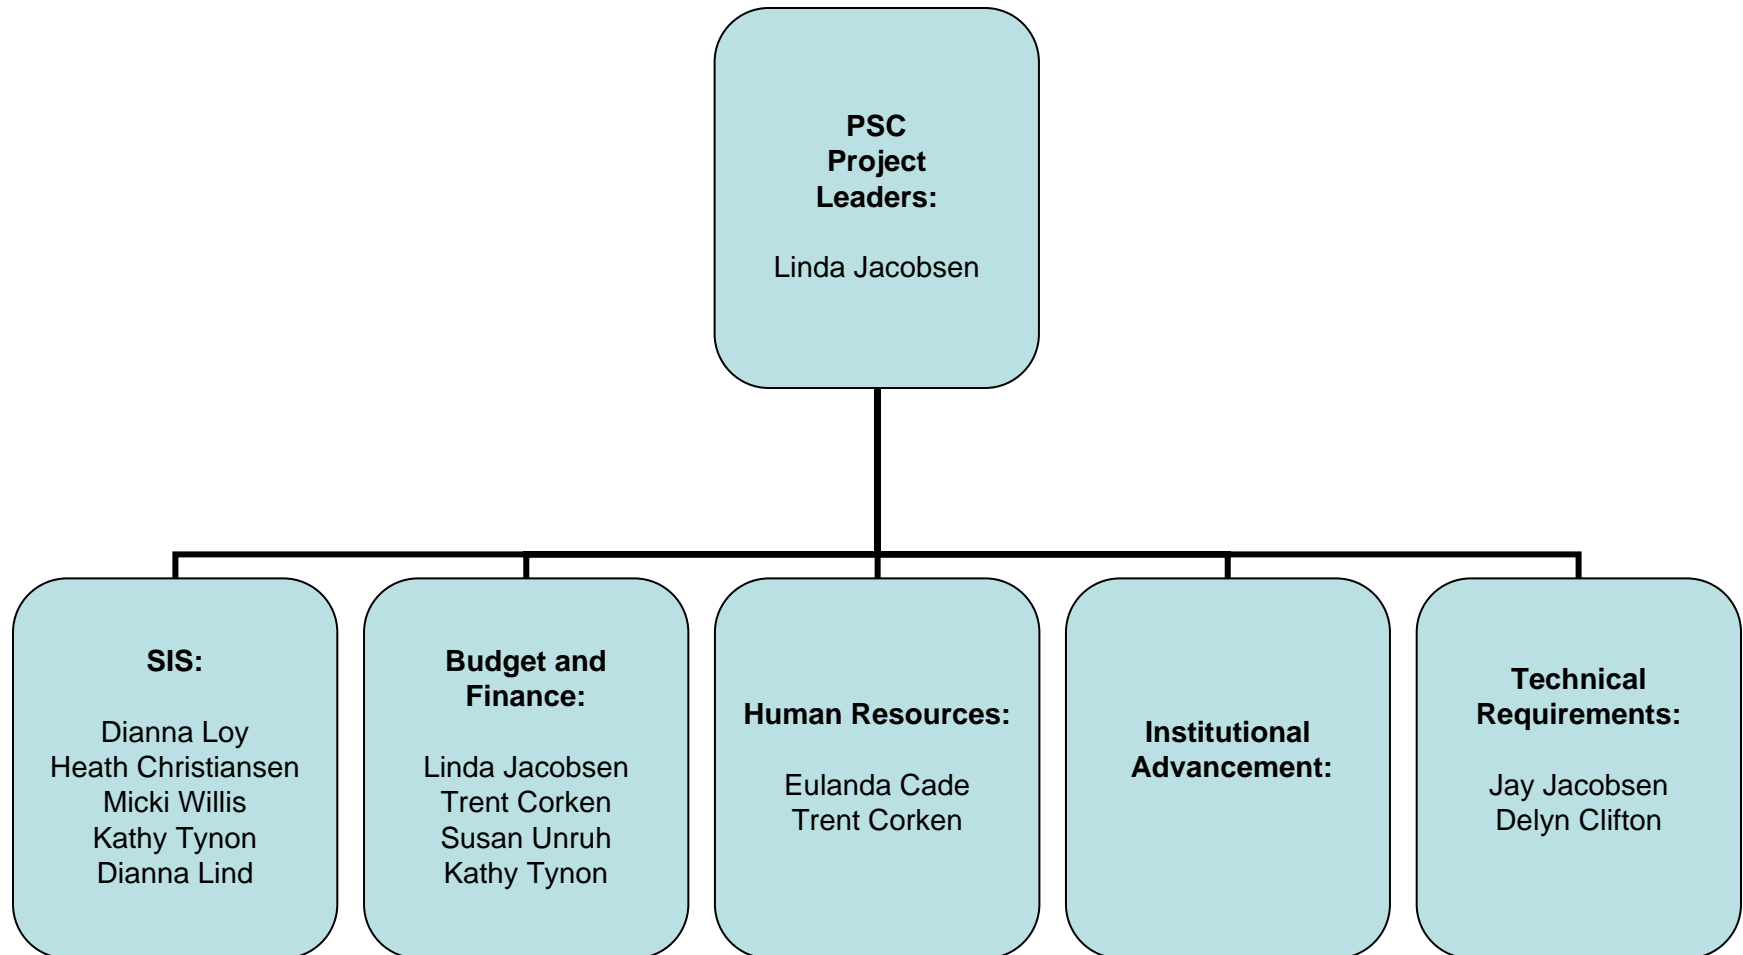 PSC
Project
Leaders:
Linda Jacobsen
SIS:
Dianna Loy
Heath Christiansen
Micki Willis
Kathy Tynon
Dianna Lind
Budget and
Finance:
Linda Jacobsen
Trent Corken
Susan Unruh
Kathy Tynon
Human Resources:
Eulanda Cade
Trent Corken
Institutional
Advancement:
Technical
Requirements:
Jay Jacobsen
Delyn Clifton